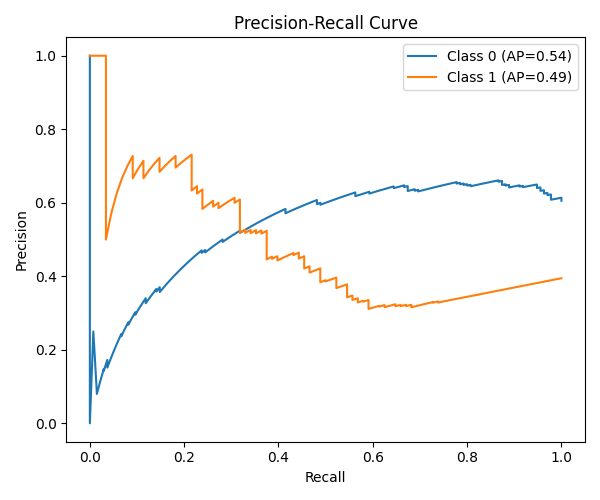 Precision-Recall Curve
Class 0 (AP=0.54)
Class 1 (AP=0.49)
1.0
0.8
0.6
0.4
0.2
0.0
Precision
0.0 0.2 0.4 0.6 0.8 1.0
Recall